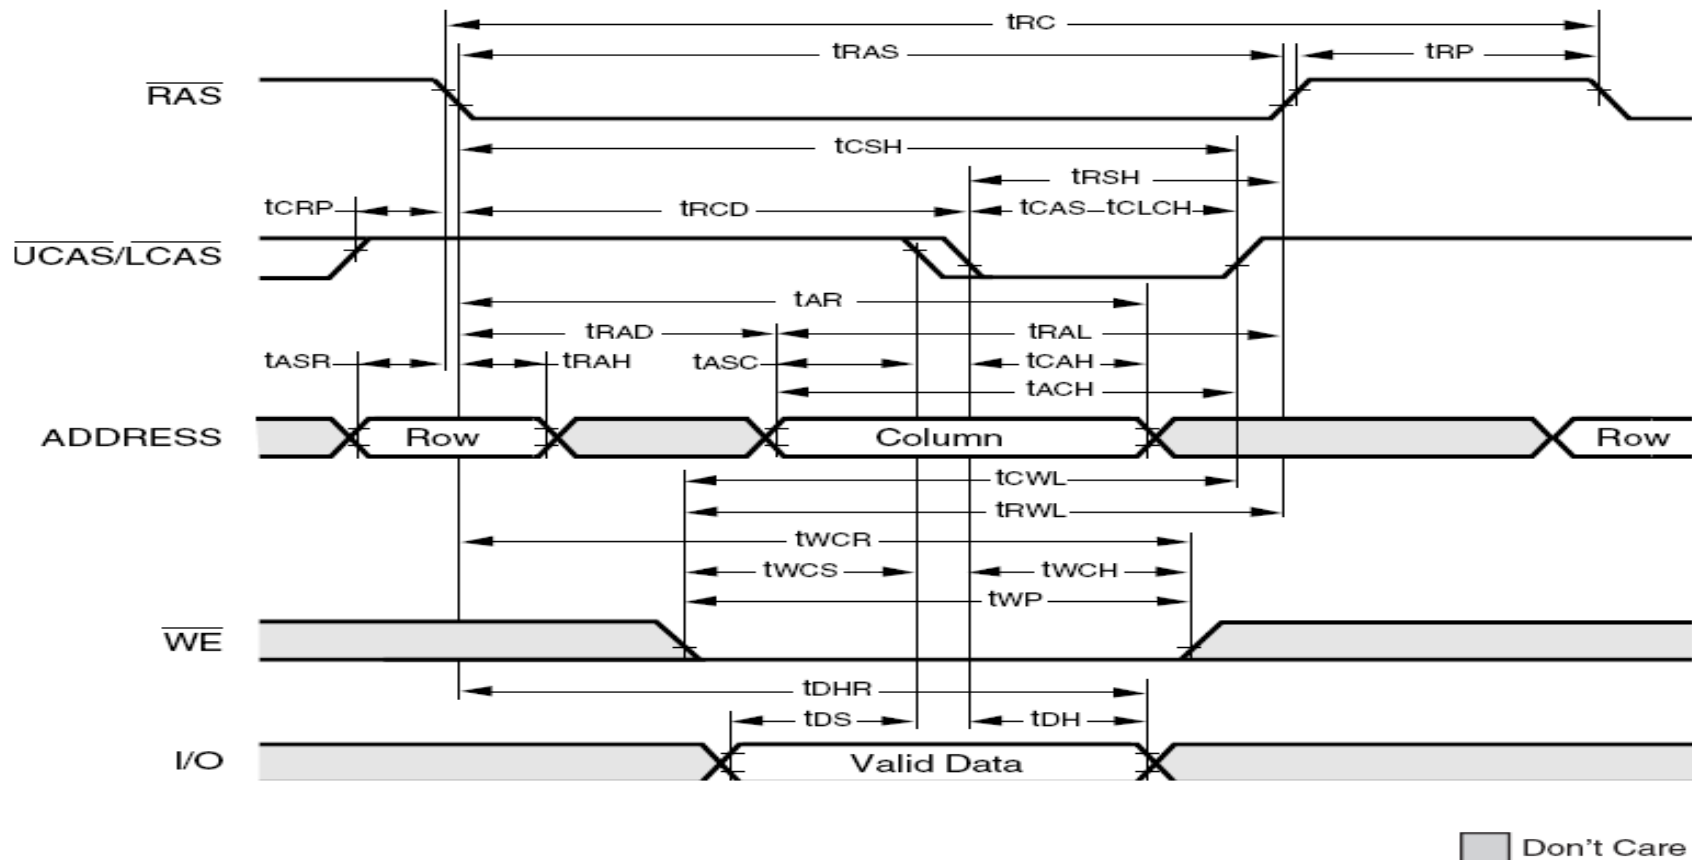 tRC
tRAS tRP
RAS
tCSH
tRSH
tCRP tRCD tCAS tCLCH
UCAS/LCAS
tAR
tRAD tRAL
tASR tRAH tASC tCAH
tACH
ADDRESS Row Column Row
tCWL
tRWL
tWCR
tWCS tWCH
tWP
WE
tDHR
tDS tDH
I/O Valid Data
Don't Care